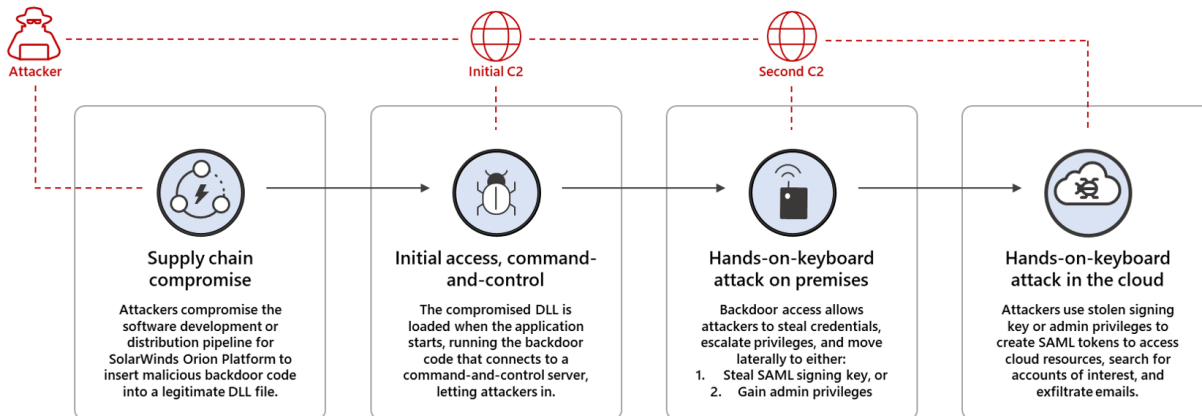 Attacker
Initial C2
Second C2
Supply chain
compromise
Attackers compromise the
software development or
distribution pipeline for
SolarWinds Orion Platform to
insert malicious backdoor code
into a legitimate DLL file.
Initial access, command-
and-control
The compromised DLL is
loaded when the application
starts, running the backdoor
code that connects to a
command-and-control server,
letting attackers in.
Hands-on-keyboard
attack on premises
Backdoor access allows
attackers to steal credentials,
escalate privileges, and move
laterally to either:
1. Steal SAML signing key, or
2. Gain admin privileges
Hands-on-keyboard
attack in the cloud
Attackers use stolen signing
key or admin privileges to
create SAML tokens to access
cloud resources, search for
accounts of interest, and
exfiltrate emails.